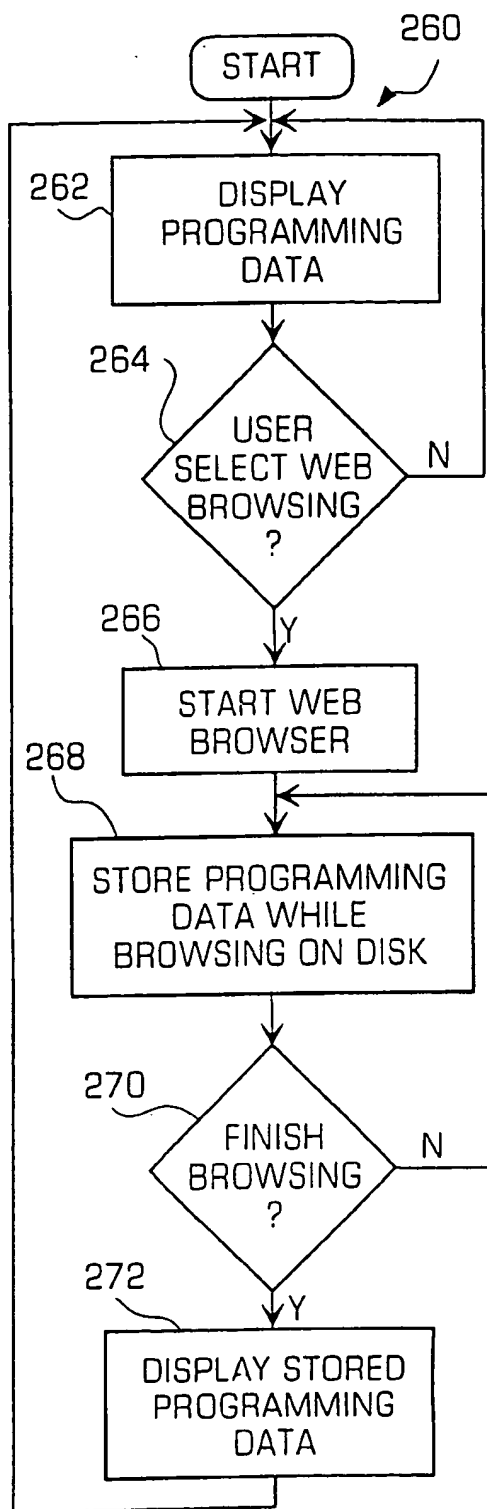 260
START
262
DISPLAY
PROGRAMMING
DATA
264
USER
SELECT WEB
BROWSING
?
N
Y
266
START WEB
BROWSER
268
STORE PROGRAMMING
DATA WHILE
BROWSING ON DISK
270
FINISH
BROWSING
?
N
Y
272
DISPLAY STORED
PROGRAMMING
DATA